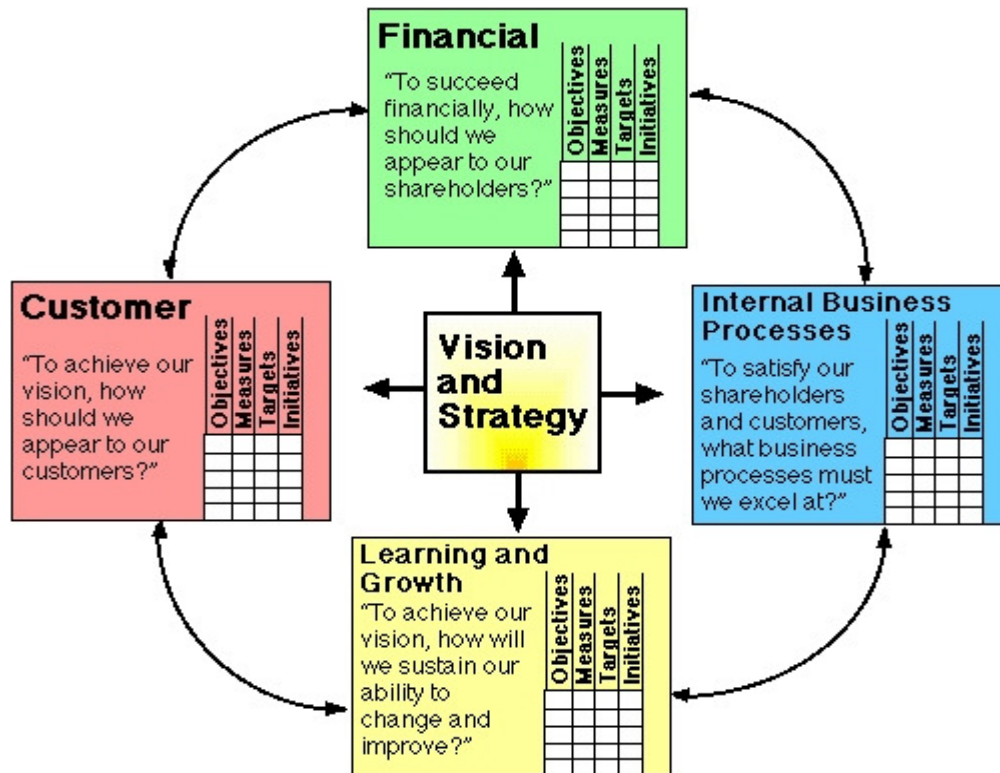 Financial
“To succeed
financially, how
should we
appear to our
shareholders?”
Objectives
Measures
Targets
Initiatives
Customer
“To achieve our
vision, how
should we
appear to our
customers?”
Objectives
Measures
Targets
Initiatives
Vision
and
Strategy
Internal Business
Processes
“To satisfy our
shareholders
and customers,
what business
processes must
we excel at?”
Objectives
Measures
Targets
Initiatives
Learning and
Growth
“To achieve our
vision, how will
we sustain our
ability to
change and
improve?”
Objectives
Measures
Targets
Initiatives